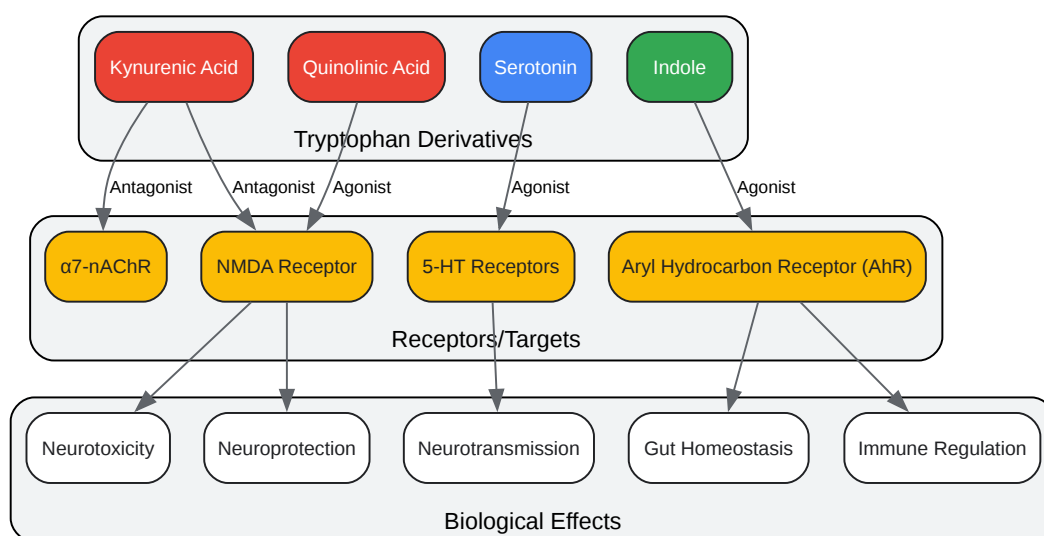 Kynurenic Acid
Quinolinic Acid
Serotonin
Indole
Tryptophan Derivatives
Antagonist
Antagonist
Agonist
Agonist
Agonist
α7-nAChR
NMDA Receptor
5-HT Receptors
Aryl Hydrocarbon Receptor (AhR)
Receptors/Targets
Neurotoxicity
Neuroprotection
Neurotransmission
Gut Homeostasis
Immune Regulation
Biological Effects